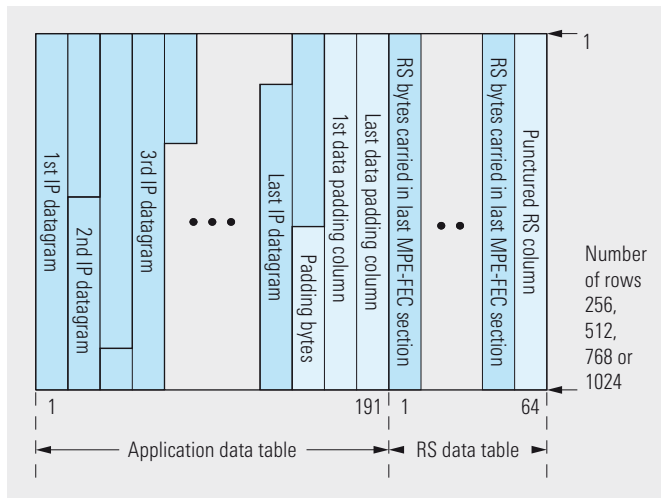 1
1st IP datagram
2nd IP datagram
3rd IP datagram
Last IP datagram
Padding bytes
1st data padding column
Last data padding column
RS bytes carried in last MPE-FEC section
RS bytes carried in last MPE-FEC section
Punctured RS column
Number
of rows
256,
512,
768 or
1024
1
191
1
64
Application data table
RS data table